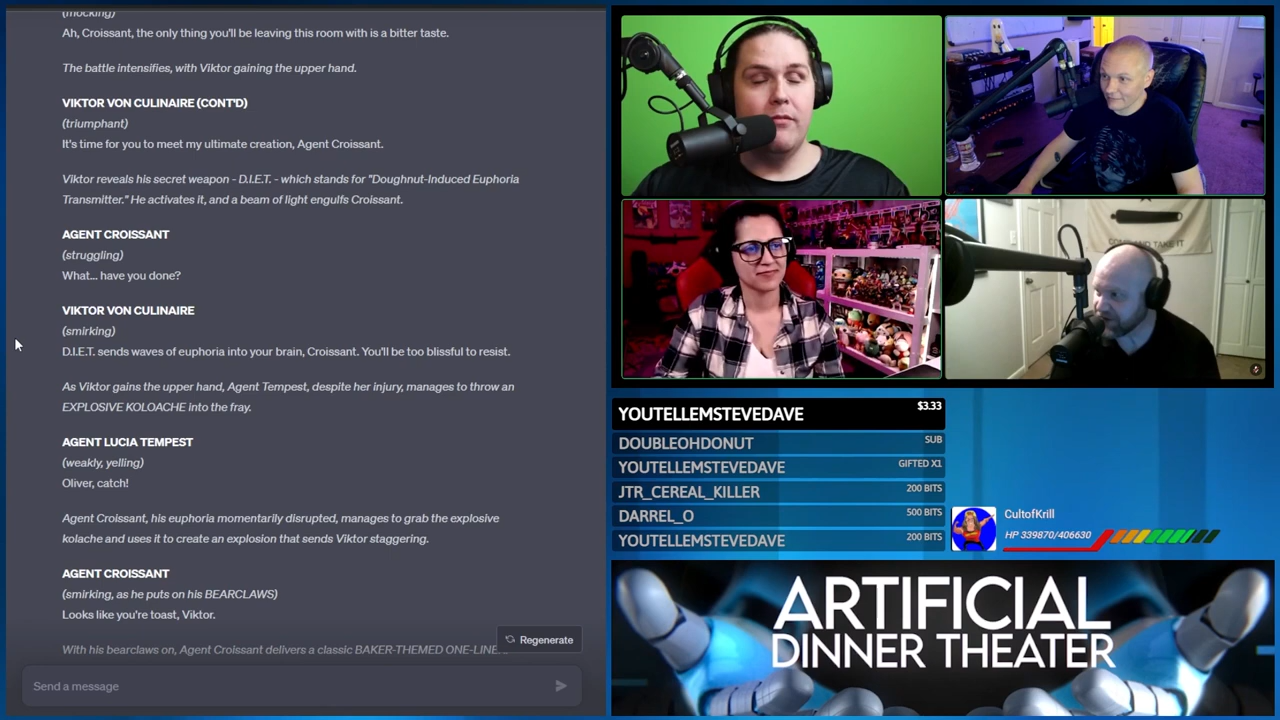 (mocking)
Ah, Croissant, the only thing you'll be leaving this room with is a bitter taste.
The battle intensifies, with Viktor gaining the upper hand.
VIKTOR VON CULINAIRE (CONT'D)
(triumphant)
It's time for you to meet my ultimate creation, Agent Croissant.
Viktor reveals his secret weapon - D.I.E.T. - which stands for "Doughnut-Induced Euphoria
Transmitter." He activates it, and a beam of light engulfs Croissant.
AGENT CROISSANT
(struggling)
What... have you done?
VIKTOR VON CULINAIRE
(smirking)
D.I.E.T. sends waves of euphoria into your brain, Croissant. You'll be too blissful to resist.
As Viktor gains the upper hand, Agent Tempest, despite her injury, manages to throw an
EXPLOSIVE KOLOACHE into the fray.
AGENT LUCIA TEMPEST
(weakly, yelling)
Oliver, catch!
Agent Croissant, his euphoria momentarily disrupted, manages to grab the explosive
kolache and uses it to create an explosion that sends Viktor staggering.
AGENT CROISSANT
(smirking, as he puts on his BEARCLAWS)
Looks like you're toast, Viktor.
With his bearclaws on, Agent Croissant delivers a classic BAKER-THEMED ONE-LINER.
Regenerate
Send a message
TAKE IT
YOUTELLEMSTEVEDAVE $3.33
DOUBLEOHDONUT SUB
YOUTELLEMSTEVEDAVE GIFTED X1
JTR_CEREAL_KILLER 200 BITS
DARREL_O 500 BITS
YOUTELLEMSTEVEDAVE 200 BITS
CultofKrill
HP 339870/406630
ARTIFICIAL
DINNER THEATER